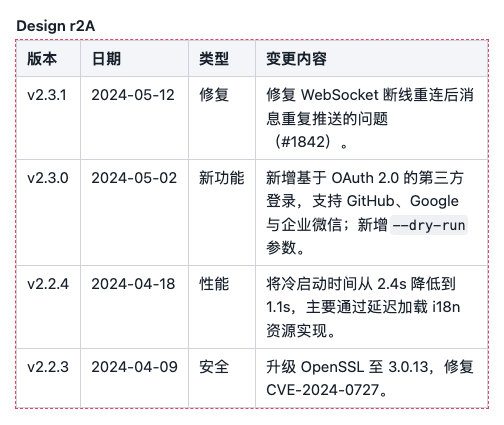 Design r2A
版本 日期 类型 变更内容
v2.3.1 2024-05-12 修复 修复 WebSocket 断线重连后消
息重复推送的问题
（#1842）。
v2.3.0 2024-05-02 新功能 新增基于 OAuth 2.0 的第三方
登录，支持 GitHub、Google
与企业微信；新增 --dry-run
参数。
v2.2.4 2024-04-18 性能 将冷启动时间从 2.4s 降低到
1.1s，主要通过延迟加载 i18n
资源实现。
v2.2.3 2024-04-09 安全 升级 OpenSSL 至 3.0.13，修复
CVE-2024-0727。